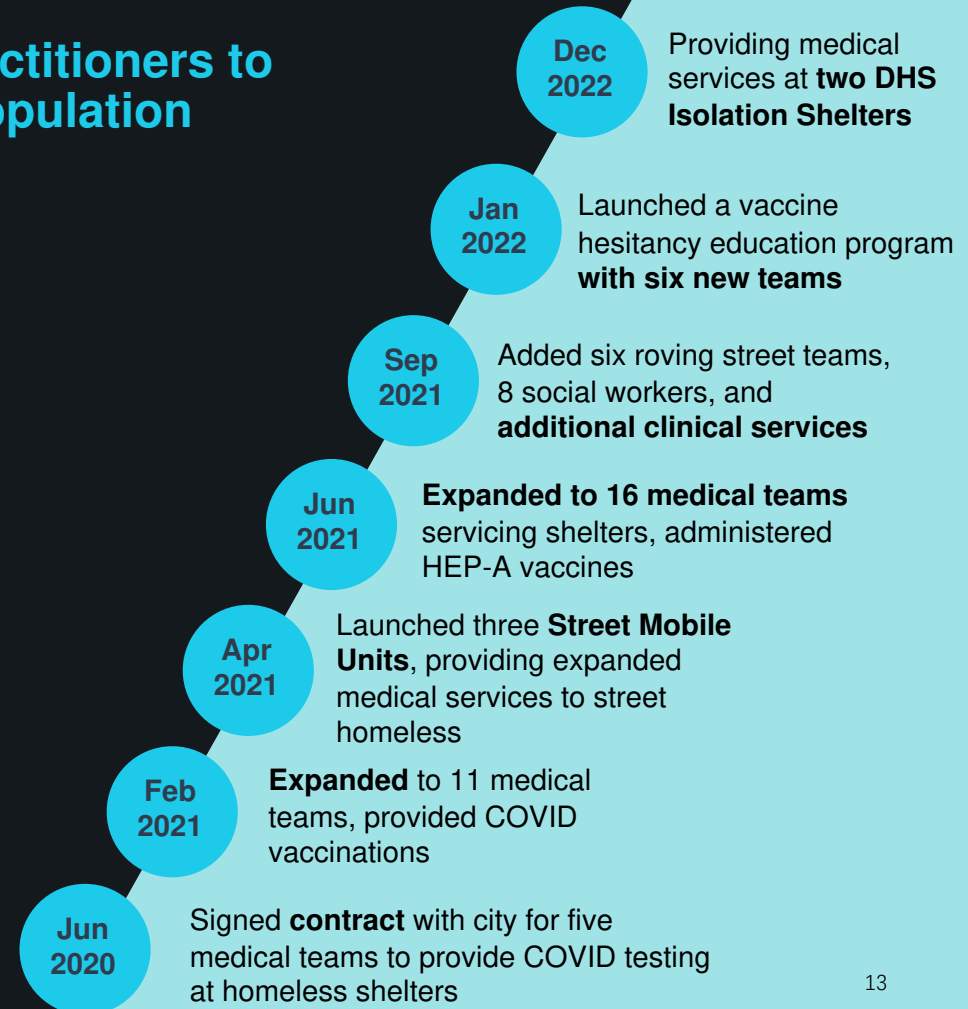 to
Dec
2022
Providing medical
services at two DHS
Isolation Shelters
Jan
2022
Launched a vaccine
hesitancy education program
with six new teams
Sep
2021
Added six roving street teams,
8 social workers, and
additional clinical services
Jun
2021
Expanded to 16 medical teams
servicing shelters, administered
HEP-A vaccines
Apr
2021
Launched three Street Mobile
Units, providing expanded
medical services to street
homeless
Feb
2021
Expanded to 11 medical
teams, provided COVID
vaccinations
Jun
2020
Signed contract with city for five
medical teams to provide COVID testing
at homeless shelters
13